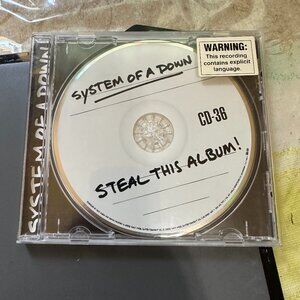 SYSTEM OF A DOWN
WARNING:
This recording
contains explicit
language.
SYSTEM OF A DOWN
CD-36
STEAL THIS ALBUM!